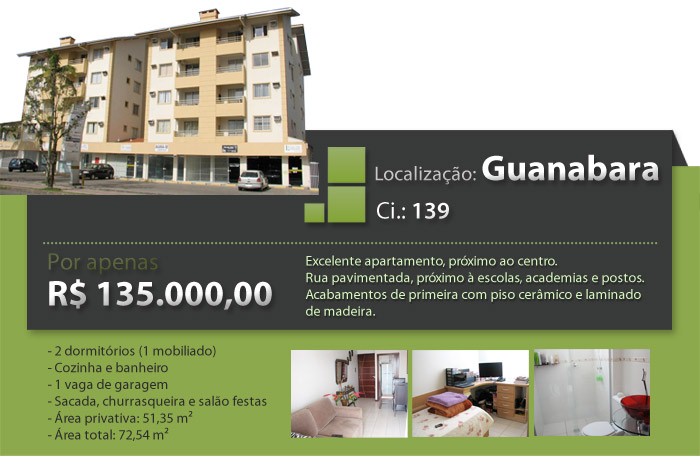 Localização: Guanabara
Ci.: 139
Por apenas
R$ 135.000,00
Excelente apartamento, próximo ao centro.
Rua pavimentada, próximo à escolas, academias e postos.
Acabamentos de primeira com piso cerâmico e laminado
de madeira.
- 2 dormitórios (1 mobiliado)
- Cozinha e banheiro
- 1 vaga de garagem
- Sacada, churrasqueira e salão festas
- Área privativa: 51,35 m²
- Área total: 72,54 m²